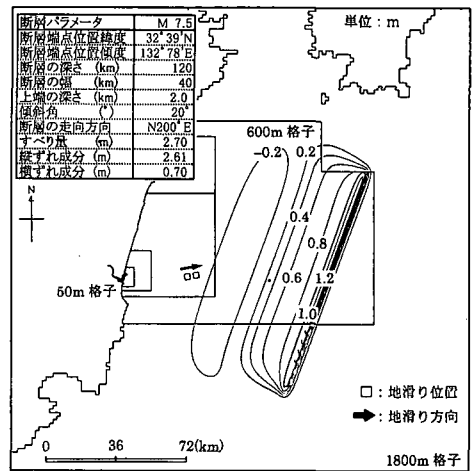 断層パラメータ M 7.5
断層端点位置緯度 32°39'N
断層端点位置傾度 132°78'E
断層の深さ (km) 120
断層の幅 (km) 40
上端の深さ (km) 2.0
傾斜角 (°) 20°
断層の走向方向 N200°E
すべり量 (m) 2.70
縦ずれ成分 (m) 2.61
横ずれ成分 (m) 0.70
単位：m
600m 格子
-0.2
0.2
N
0.4
0.8
0.6
1.2
50m 格子
1.0
□：地滑り位置
➡：地滑り方向
0 36 72(km)
1800m 格子